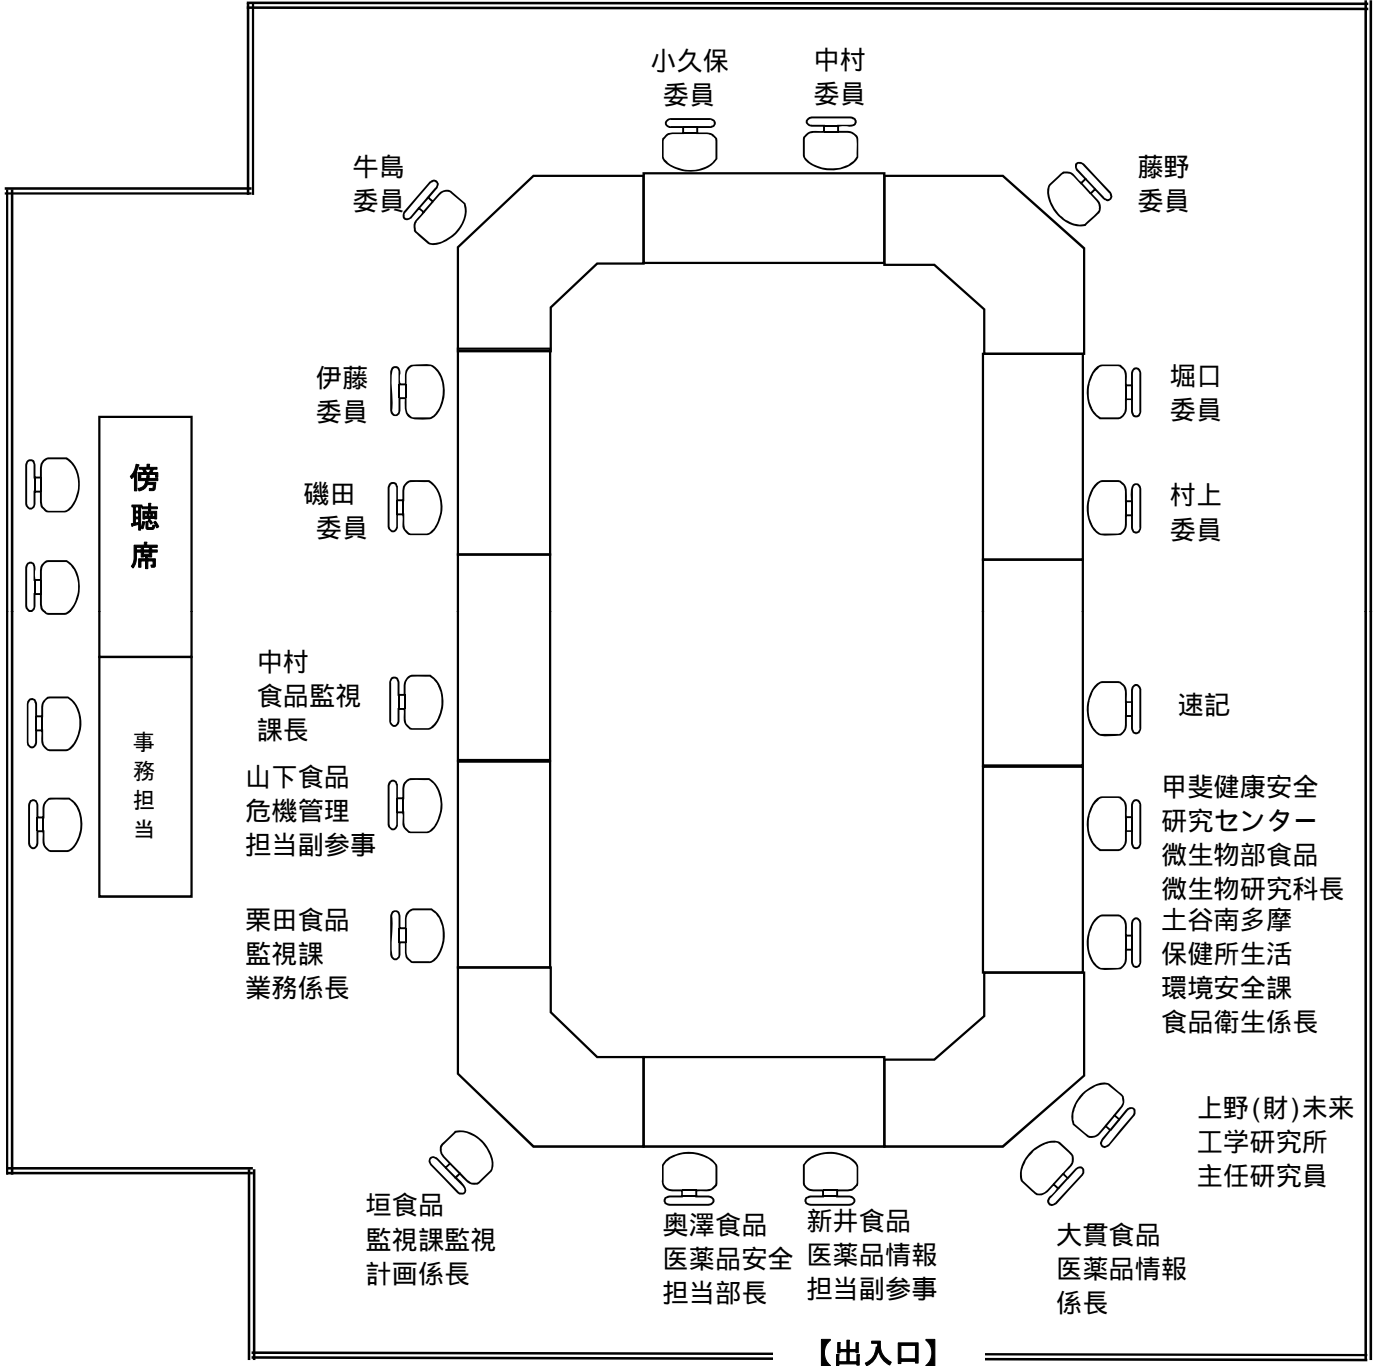 小久保
委員
中村
委員
牛島
委員
藤野
委員
伊藤
委員
堀口
委員
磯田
委員
村上
委員
傍
聴
席
中村
食品監視
課長
速記
事
務
担
当
山下食品
危機管理
担当副参事
甲斐健康安全
研究センター
微生物部食品
微生物研究科長
栗田食品
監視課
業務係長
土谷南多摩
保健所生活
環境安全課
食品衛生係長
上野(財)未来
工学研究所
主任研究員
垣食品
監視課監視
計画係長
奥澤食品
医薬品安全
担当部長
新井食品
医薬品情報
担当副参事
大貫食品
医薬品情報
係長
【出入口】